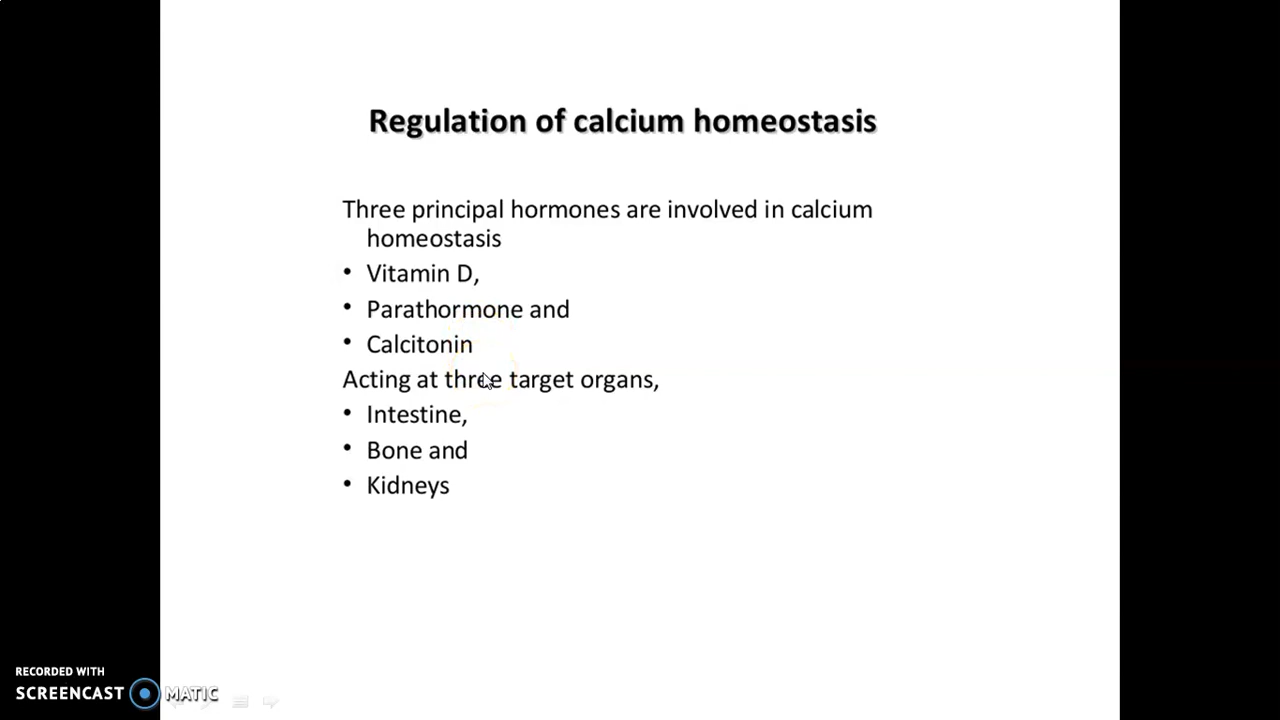 Regulation of calcium homeostasis
Three principal hormones are involved in calcium
homeostasis
• Vitamin D,
• Parathormone and
• Calcitonin
Acting at three target organs,
• Intestine,
• Bone and
• Kidneys
RECORDED WITH
SCREENCAST MATIC